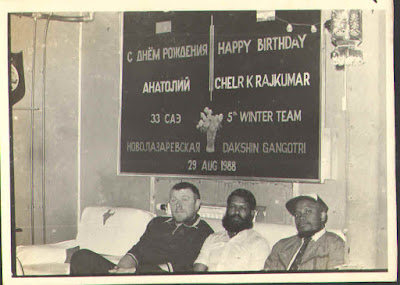 С ДНЁМ РОЖДЕНИЯ
АНАТОЛИЙ
33 САЭ
НОВОЛАЗАРЕВСКАЯ
HAPPY BIRTHDAY
CHELR K RAJKUMAR
5th WINTER TEAM
DAKSHIN GANGOTRI
29 AUG 1988